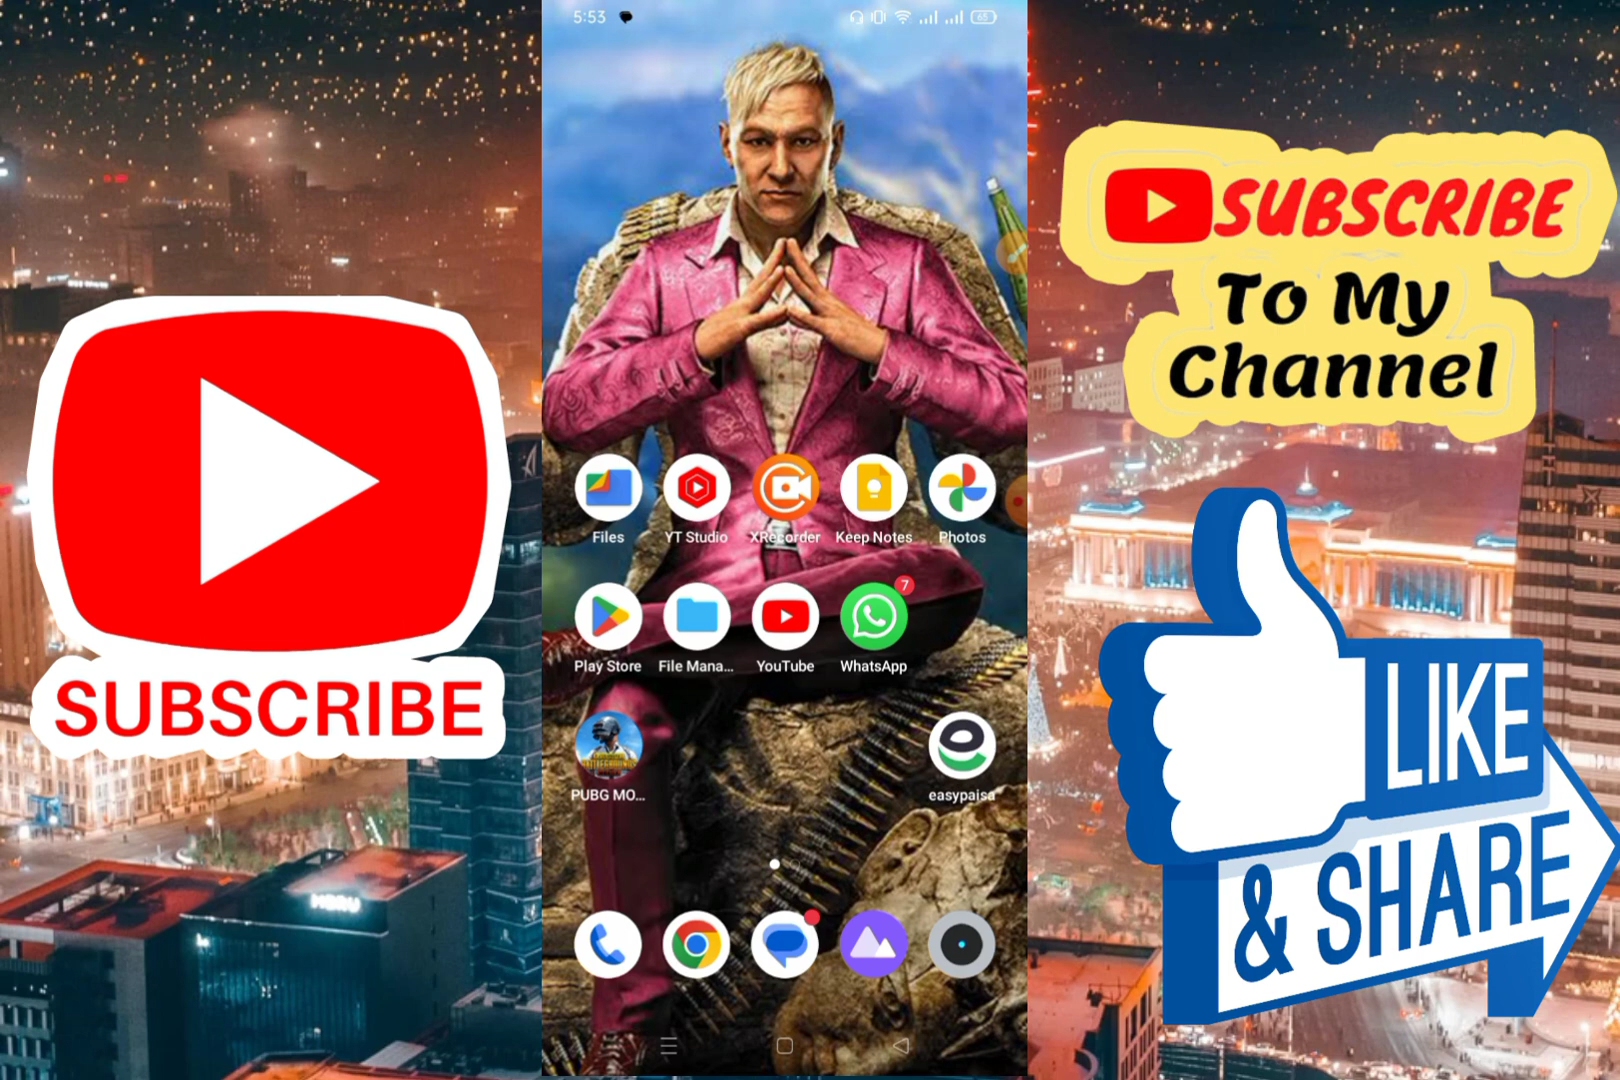 5:53
65
SUBSCRIBE
SUBSCRIBE
To My
Channel
Files
YT Studio
XRecorder
Keep Notes
Photos
7
Play Store
File Mana...
YouTube
WhatsApp
PUBG MO...
easypaisa
LIKE
& SHARE